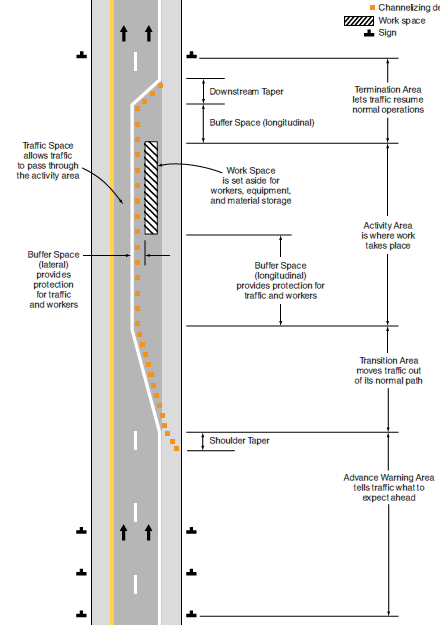 Channelizing
Work space
Sign
Downstream Taper
Termination Area
lets traffic resume
normal operations
Buffer Space (longitudinal)
Traffic Space
allows traffic
to pass through
the activity area
Work Space
is set aside for
workers, equipment,
and material storage
Activity Area
is where work
takes place
Buffer Space
(lateral)
provides
protection
for traffic
and workers
Buffer Space
(longitudinal)
provides protection for
traffic and workers
Transition Area
moves traffic out
of its normal path
Shoulder Taper
Advance Warning Area
tells traffic what to
expect ahead